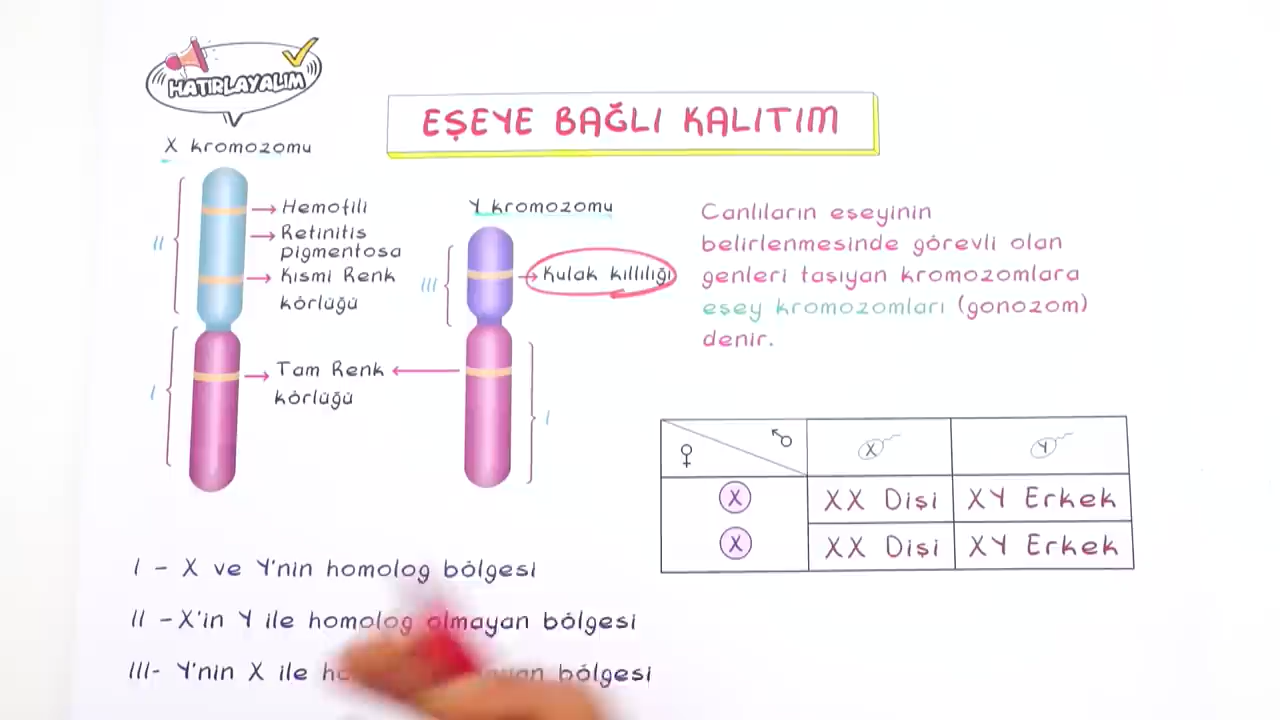 HATIRLAYALIM
EŞEYE BAĞLI KALITIM
X kromozomu
II
Hemofili
Retinitis
pigmentosa
Kısmi Renk
körlüğü
I
Tam Renk
körlüğü
Y kromozomu
III
Kulak kıllılığı
I
Canlıların eşeyinin
belirlenmesinde görevli olan
genleri taşıyan kromozomlara
eşey kromozomları (gonozom)
denir.
♀ ♂ X Y
X XX Dişi XY Erkek
X XX Dişi XY Erkek
I - X ve Y'nin homolog bölgesi
II - X'in Y ile homolog olmayan bölgesi
III- Y'nin X ile bölgesi